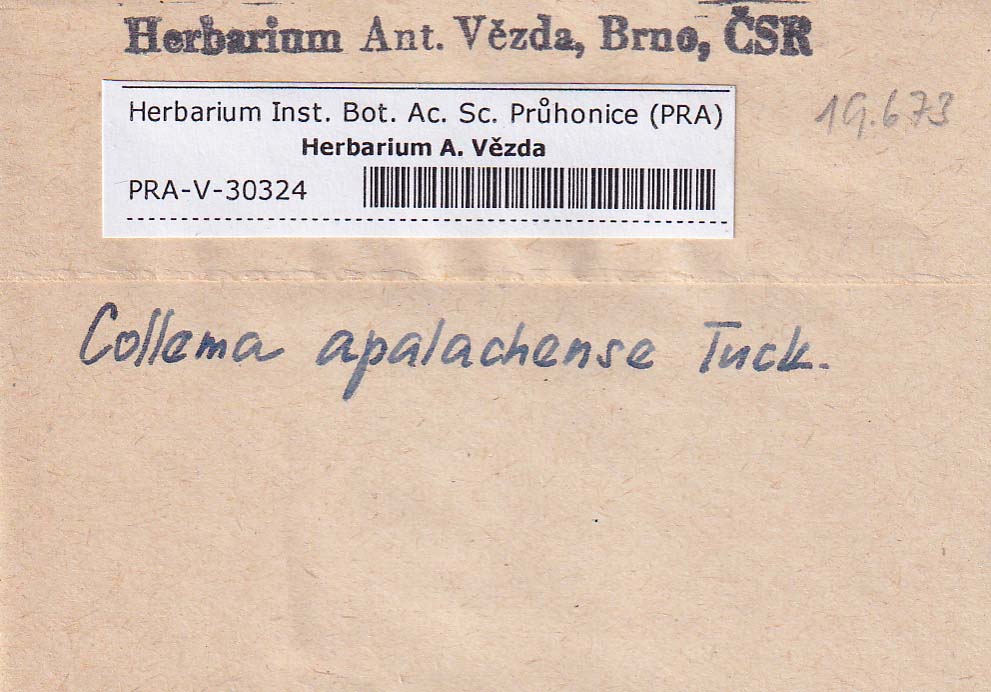 Herbarium Ant. Vězda, Brno, ČSR
Herbarium Inst. Bot. Ac. Sc. Průhonice (PRA)
Herbarium A. Vězda
PRA-V-30324
19.673
Collema apalachense Tuck.